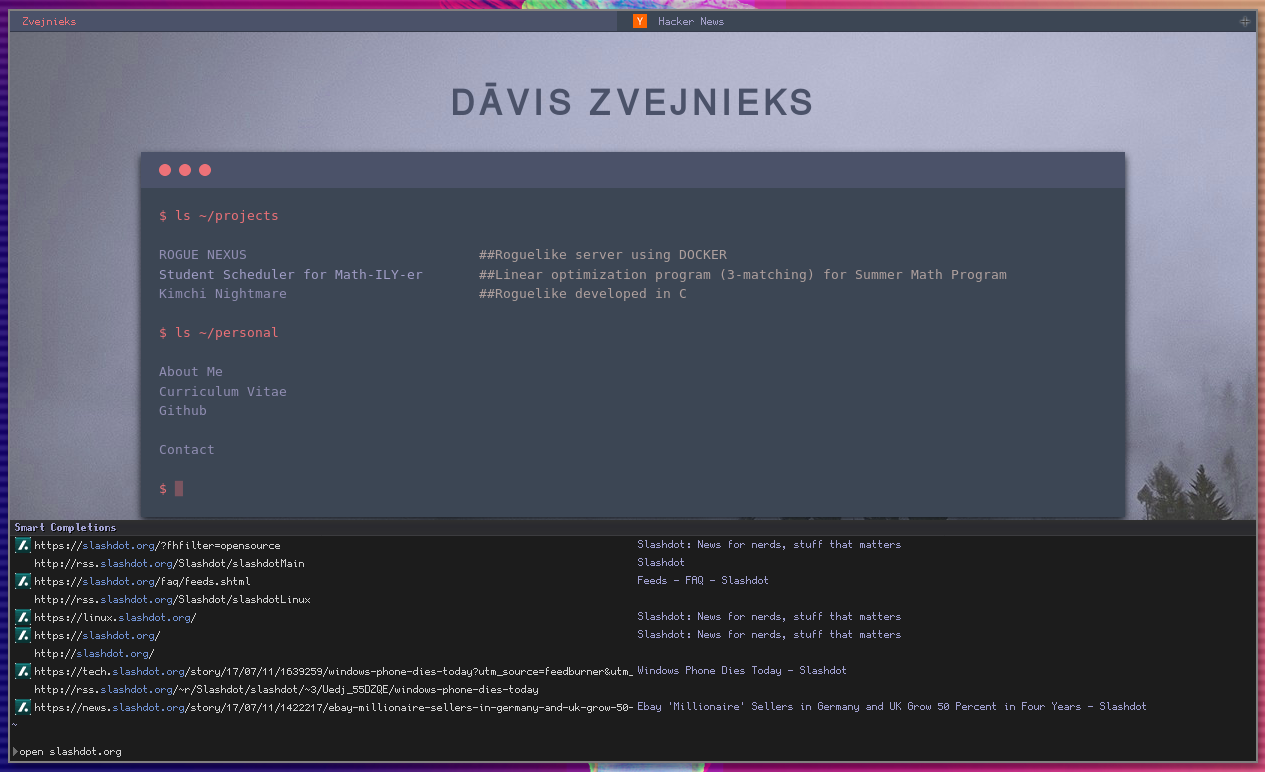 Zvejnieks
Y Hacker News
DĀVIS ZVEJNIEKS
$ ls ~/projects
ROGUE NEXUS ##Roguelike server using DOCKER
Student Scheduler for Math-ILY-er ##Linear optimization program (3-matching) for Summer Math Program
Kimchi Nightmare ##Roguelike developed in C
$ ls ~/personal
About Me
Curriculum Vitae
Github
Contact
$
Smart Completions
https://slashdot.org/?fhfilter=opensource Slashdot: News for nerds, stuff that matters
http://rss.slashdot.org/Slashdot/slashdotMain Slashdot
https://slashdot.org/faq/feeds.shtml Feeds - FAQ - Slashdot
http://rss.slashdot.org/Slashdot/slashdotLinux
https://linux.slashdot.org/ Slashdot: News for nerds, stuff that matters
https://slashdot.org/ Slashdot: News for nerds, stuff that matters
http://slashdot.org/
https://tech.slashdot.org/story/17/07/11/1639259/windows-phone-dies-today?utm_source=feedburner&utm_ Windows Phone Dies Today - Slashdot
http://rss.slashdot.org/~r/Slashdot/slashdot/~3/Uedj_55DZQE/windows-phone-dies-today
https://news.slashdot.org/story/17/07/11/1422217/ebay-millionaire-sellers-in-germany-and-uk-grow-50- Ebay 'Millionaire' Sellers in Germany and UK Grow 50 Percent in Four Years - Slashdot
~
open slashdot.org